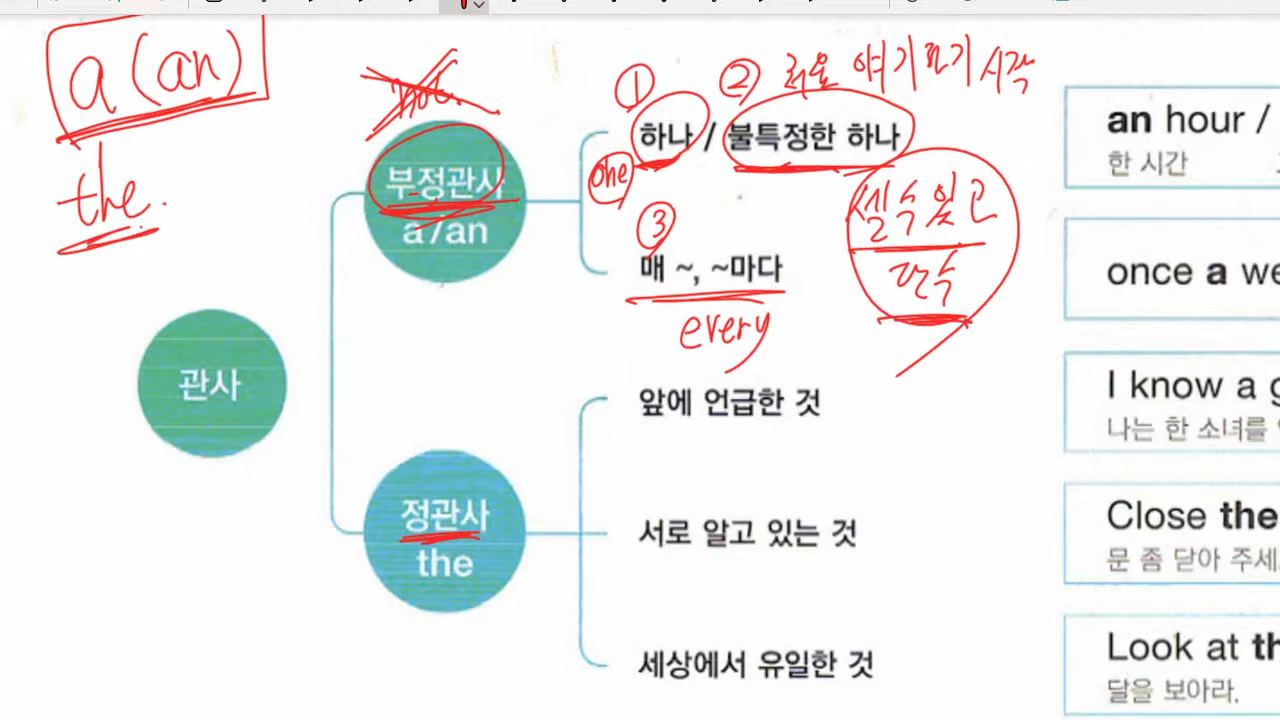 a (an)
the.
not.
① ② 처음 얘기하기 시작
하나 / 불특정한 하나
one
부정관사
a / an
셀 수 있고
단수
③
매 ~, ~마다
every
관사
앞에 언급한 것
정관사
the
서로 알고 있는 것
세상에서 유일한 것
an hour /
한 시간
once a we
I know a g
나는 한 소녀를
Close the
문 좀 닫아 주세
Look at th
달을 보아라.